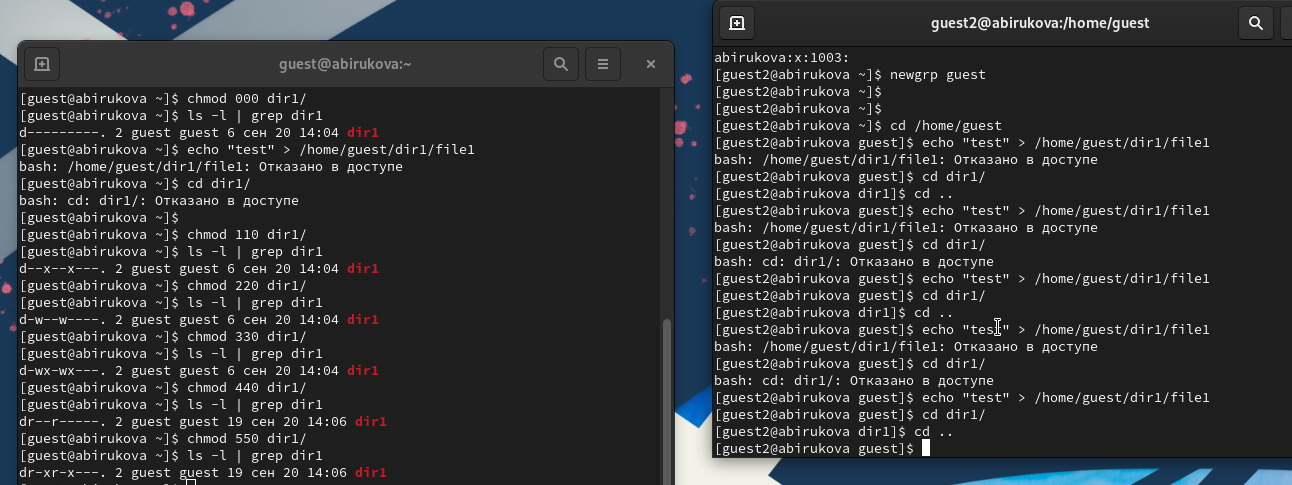 guest@abirukova:~
[guest@abirukova ~]$ chmod 000 dir1/
[guest@abirukova ~]$ ls -l | grep dir1
d---------. 2 guest guest 6 сен 20 14:04 dir1
[guest@abirukova ~]$ echo "test" > /home/guest/dir1/file1
bash: /home/guest/dir1/file1: Отказано в доступе
[guest@abirukova ~]$ cd dir1/
bash: cd: dir1/: Отказано в доступе
[guest@abirukova ~]$
[guest@abirukova ~]$ chmod 110 dir1/
[guest@abirukova ~]$ ls -l | grep dir1
d--x--x---. 2 guest guest 6 сен 20 14:04 dir1
[guest@abirukova ~]$ chmod 220 dir1/
[guest@abirukova ~]$ ls -l | grep dir1
d-w--w----. 2 guest guest 6 сен 20 14:04 dir1
[guest@abirukova ~]$ chmod 330 dir1/
[guest@abirukova ~]$ ls -l | grep dir1
d-wx-wx---. 2 guest guest 6 сен 20 14:04 dir1
[guest@abirukova ~]$ chmod 440 dir1/
[guest@abirukova ~]$ ls -l | grep dir1
dr--r-----. 2 guest guest 19 сен 20 14:06 dir1
[guest@abirukova ~]$ chmod 550 dir1/
[guest@abirukova ~]$ ls -l | grep dir1
dr-xr-x---. 2 guest guest 19 сен 20 14:06 dir1
guest2@abirukova:/home/guest
abirukova:x:1003:
[guest2@abirukova ~]$ newgrp guest
[guest2@abirukova ~]$
[guest2@abirukova ~]$
[guest2@abirukova ~]$ cd /home/guest
[guest2@abirukova guest]$ echo "test" > /home/guest/dir1/file1
bash: /home/guest/dir1/file1: Отказано в доступе
[guest2@abirukova guest]$ cd dir1/
[guest2@abirukova dir1]$ cd ..
[guest2@abirukova guest]$ echo "test" > /home/guest/dir1/file1
bash: /home/guest/dir1/file1: Отказано в доступе
[guest2@abirukova guest]$ cd dir1/
bash: cd: dir1/: Отказано в доступе
[guest2@abirukova guest]$ echo "test" > /home/guest/dir1/file1
[guest2@abirukova guest]$ cd dir1/
[guest2@abirukova dir1]$ cd ..
[guest2@abirukova guest]$ echo "test" > /home/guest/dir1/file1
bash: /home/guest/dir1/file1: Отказано в доступе
[guest2@abirukova guest]$ cd dir1/
bash: cd: dir1/: Отказано в доступе
[guest2@abirukova guest]$ echo "test" > /home/guest/dir1/file1
[guest2@abirukova guest]$ cd dir1/
[guest2@abirukova dir1]$ cd ..
[guest2@abirukova guest]$